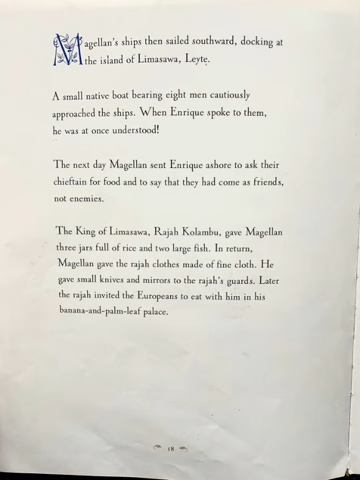 Magellan's ships then sailed southward, docking at
the island of Limasawa, Leyte.
A small native boat bearing eight men cautiously
approached the ships. When Enrique spoke to them,
he was at once understood!
The next day Magellan sent Enrique ashore to ask their
chieftain for food and to say that they had come as friends,
not enemies.
The King of Limasawa, Rajah Kolambu, gave Magellan
three jars full of rice and two large fish. In return,
Magellan gave the rajah clothes made of fine cloth. He
gave small knives and mirrors to the rajah's guards. Later
the rajah invited the Europeans to eat with him in his
banana-and-palm-leaf palace.
18